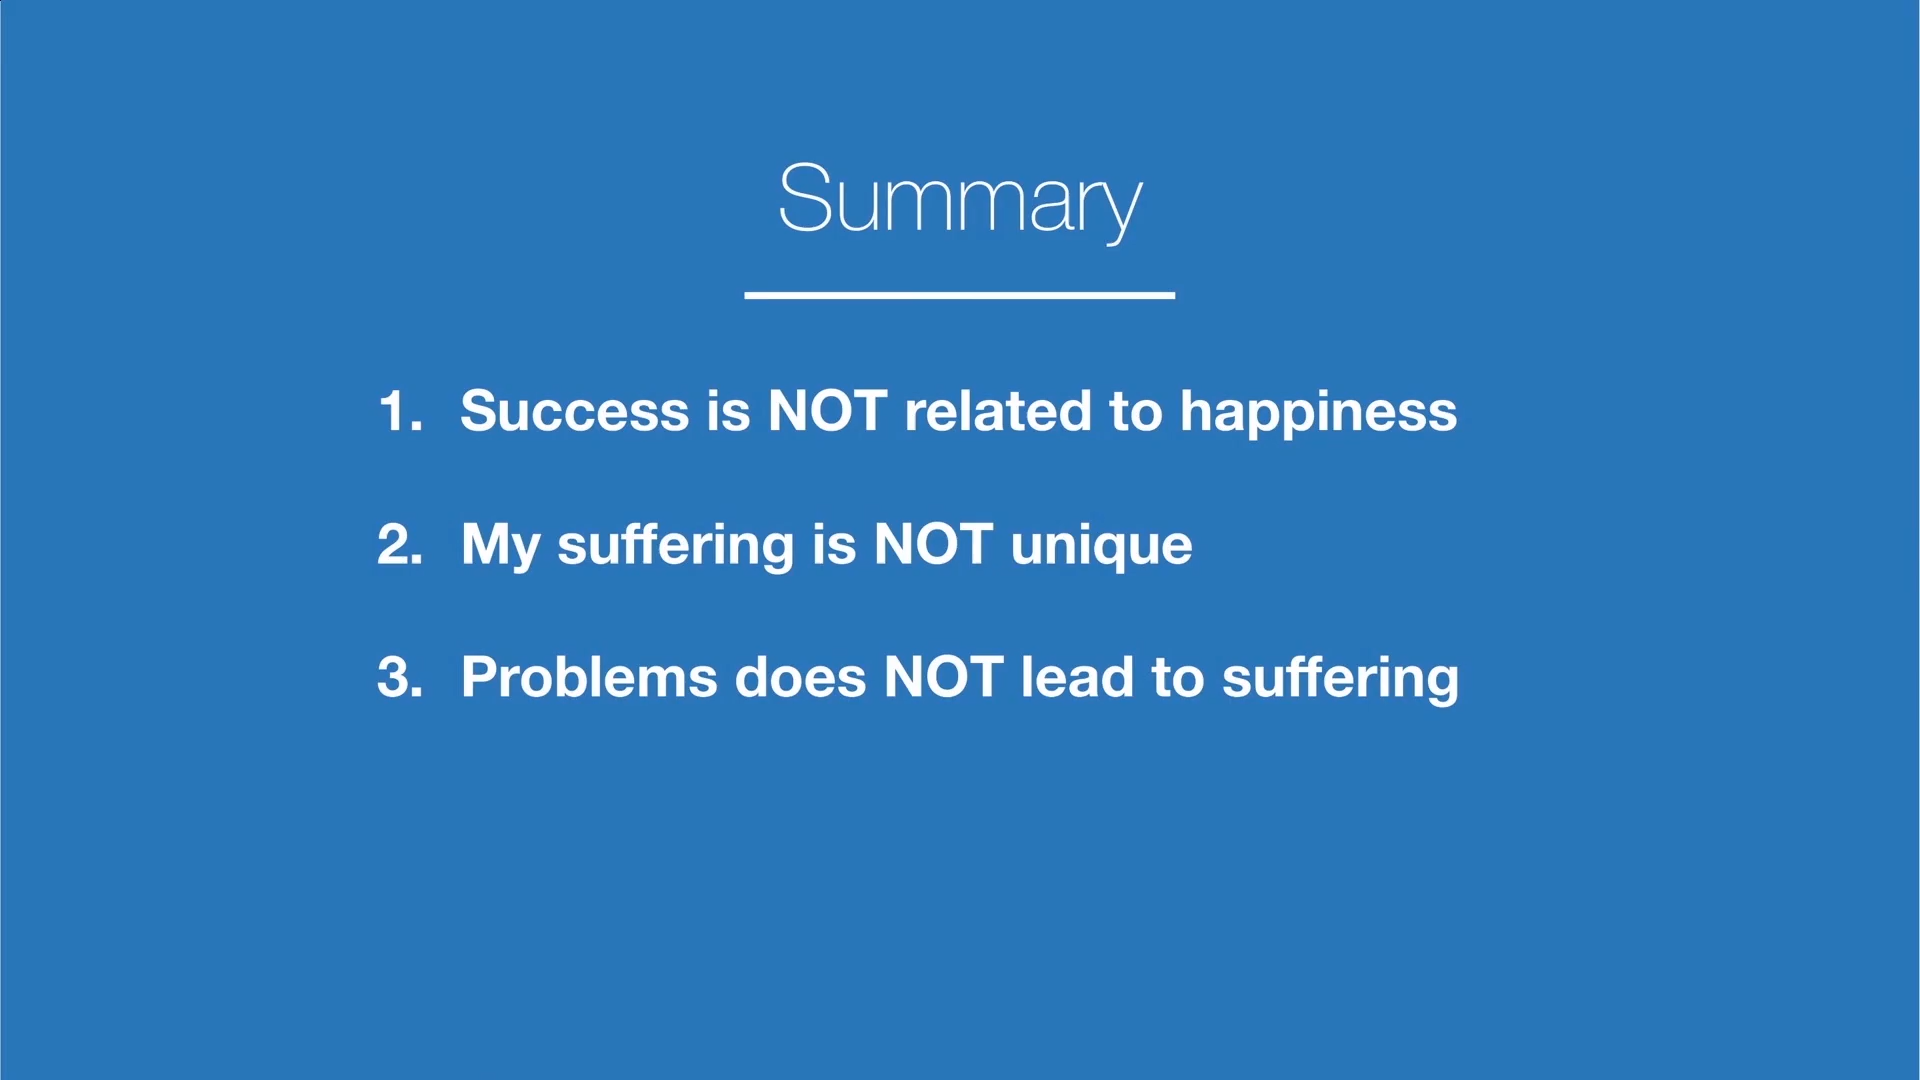 Summary
1. Success is NOT related to happiness
2. My suffering is NOT unique
3. Problems does NOT lead to suffering